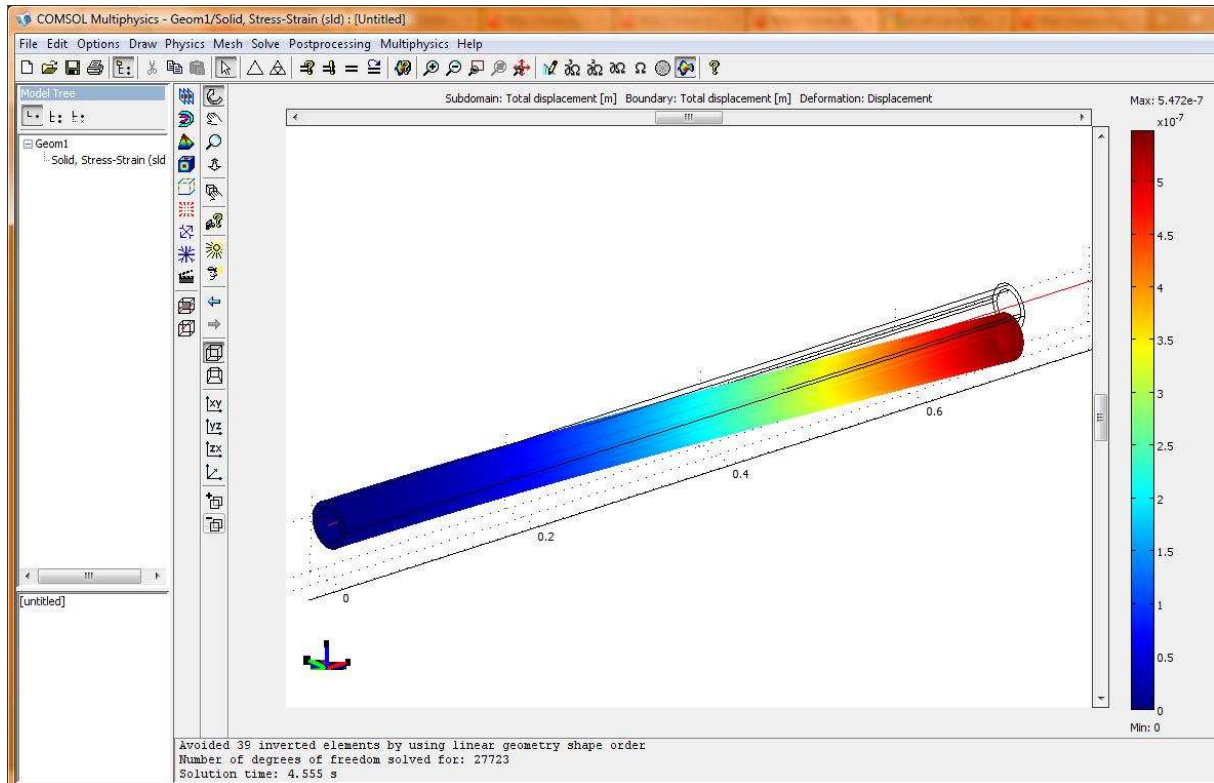 COMSOL Multiphysics - Geom1/Solid, Stress-Strain (sld) : [Untitled]
File Edit Options Draw Physics Mesh Solve Postprocessing Multiphysics Help
Model Tree
Geom1
Solid, Stress-Strain (sld
[untitled]
Subdomain: Total displacement [m] Boundary: Total displacement [m] Deformation: Displacement
0
0.2
0.4
0.6
Max: 5.472e-7
x10⁻⁷
5
4.5
4
3.5
3
2.5
2
1.5
1
0.5
0
Min: 0
xy
yz
zx
Avoided 39 inverted elements by using linear geometry shape order
Number of degrees of freedom solved for: 27723
Solution time: 4.555 s